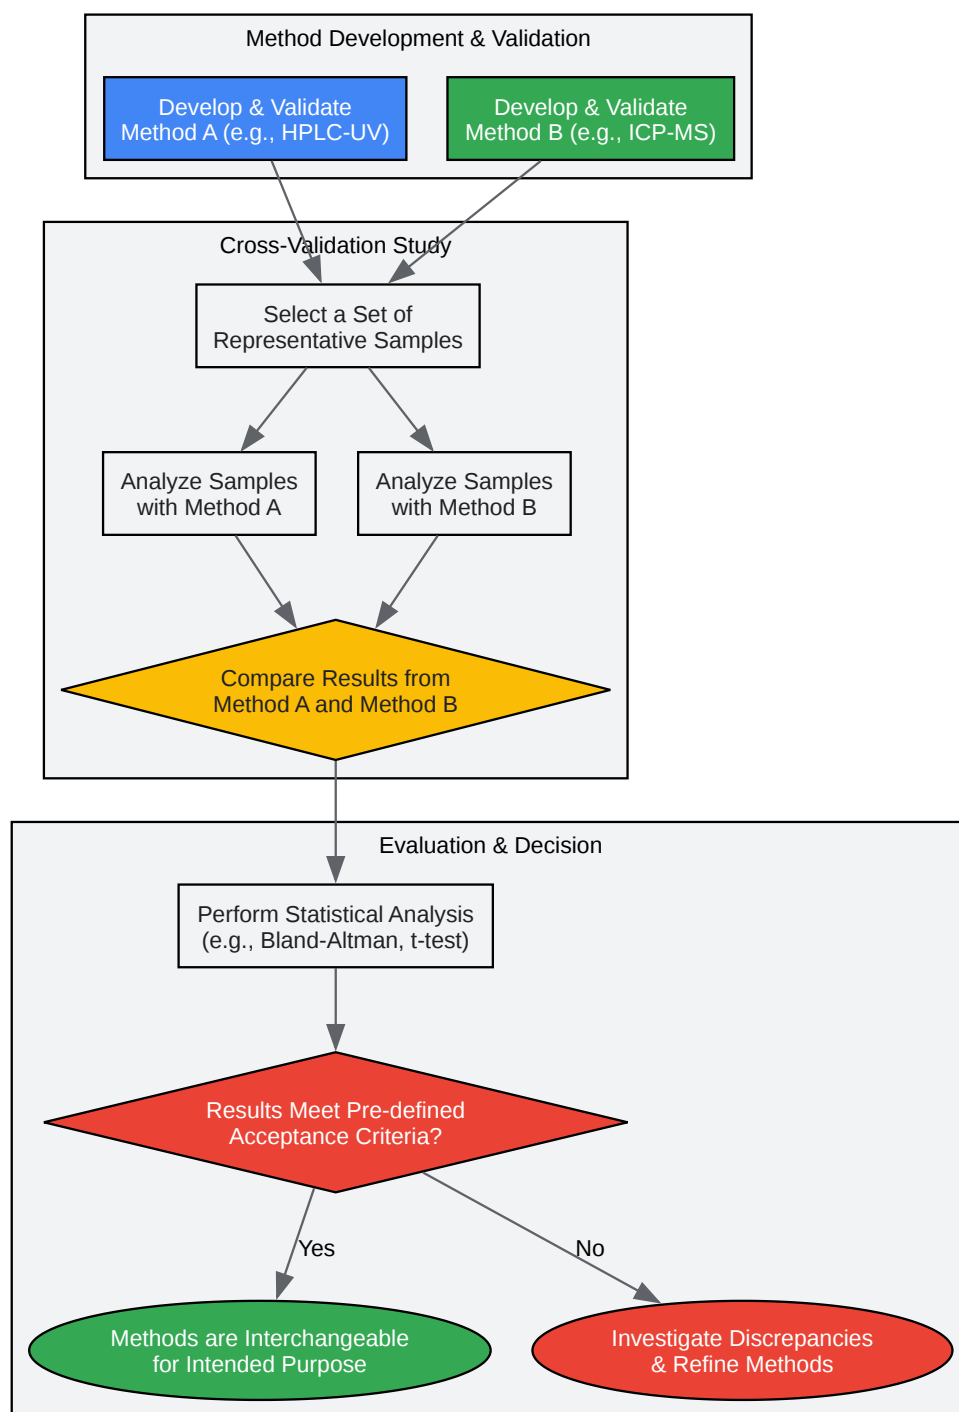 Method Development & Validation
Develop & Validate
Method A (e.g., HPLC-UV)
Develop & Validate
Method B (e.g., ICP-MS)
Cross-Validation Study
Select a Set of
Representative Samples
Analyze Samples
with Method A
Analyze Samples
with Method B
Compare Results from
Method A and Method B
Evaluation & Decision
Perform Statistical Analysis
(e.g., Bland-Altman, t-test)
Results Meet Pre-defined
Acceptance Criteria?
Yes
No
Methods are Interchangeable
for Intended Purpose
Investigate Discrepancies
& Refine Methods